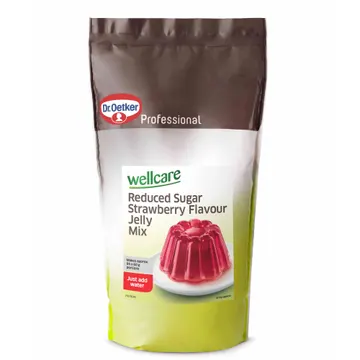 Dr.Oetker
Professional
wellcare
Reduced Sugar
Strawberry Flavour
Jelly
Mix
Just add
water